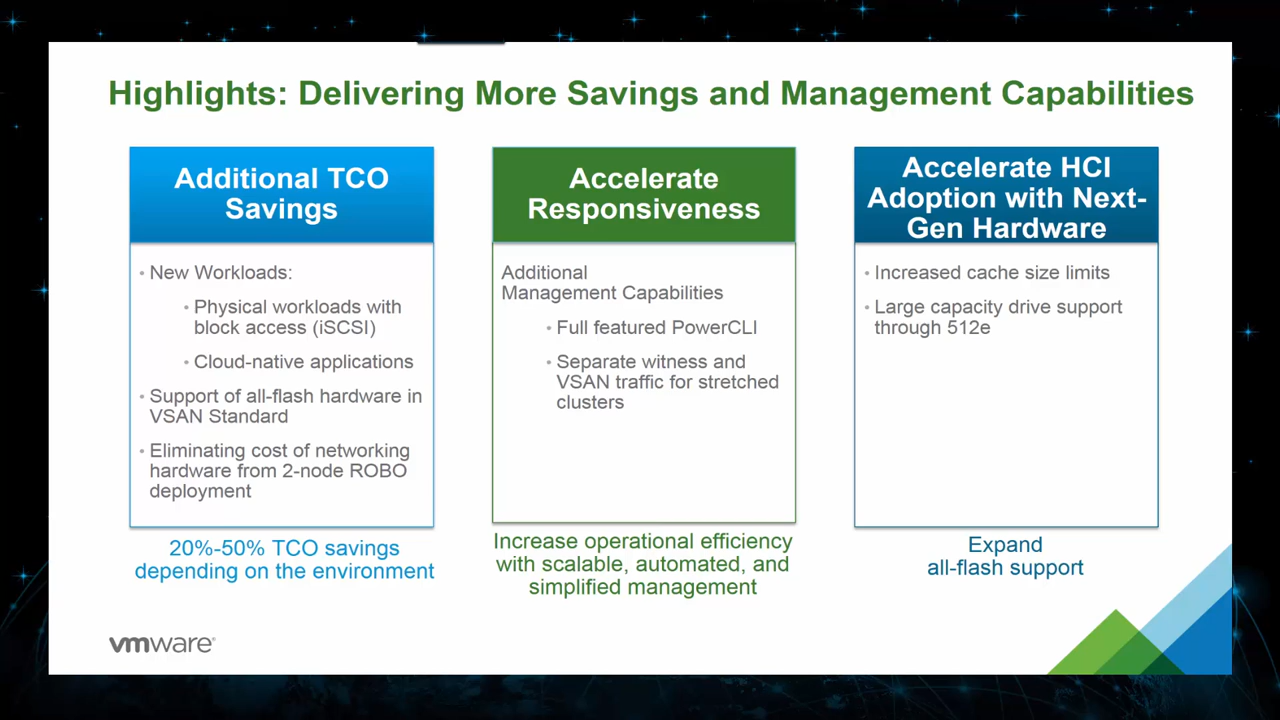 Highlights: Delivering More Savings and Management Capabilities
Additional TCO
Savings
• New Workloads:
• Physical workloads with
block access (iSCSI)
• Cloud-native applications
• Support of all-flash hardware in
VSAN Standard
• Eliminating cost of networking
hardware from 2-node ROBO
deployment
20%-50% TCO savings
depending on the environment
Accelerate
Responsiveness
Additional
Management Capabilities
• Full featured PowerCLI
• Separate witness and
VSAN traffic for stretched
clusters
Increase operational efficiency
with scalable, automated, and
simplified management
Accelerate HCI
Adoption with Next-
Gen Hardware
• Increased cache size limits
• Large capacity drive support
through 512e
Expand
all-flash support
vmware®